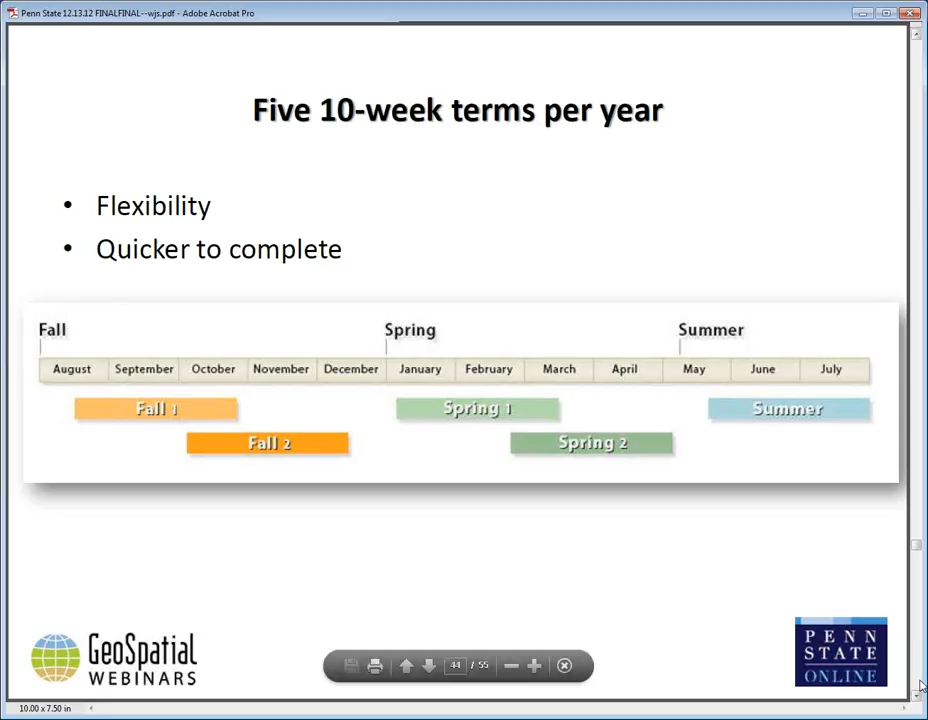 Penn State 12.13.12 FINALFINAL--wjs.pdf - Adobe Acrobat Pro
Five 10-week terms per year
• Flexibility
• Quicker to complete
Fall Spring Summer
August September October November December January February March April May June July
Fall 1 Spring 1 Summer
Fall 2 Spring 2
GeoSpatial
WEBINARS
44 / 55
PENN
STATE
ONLINE
10.00 x 7.50 in